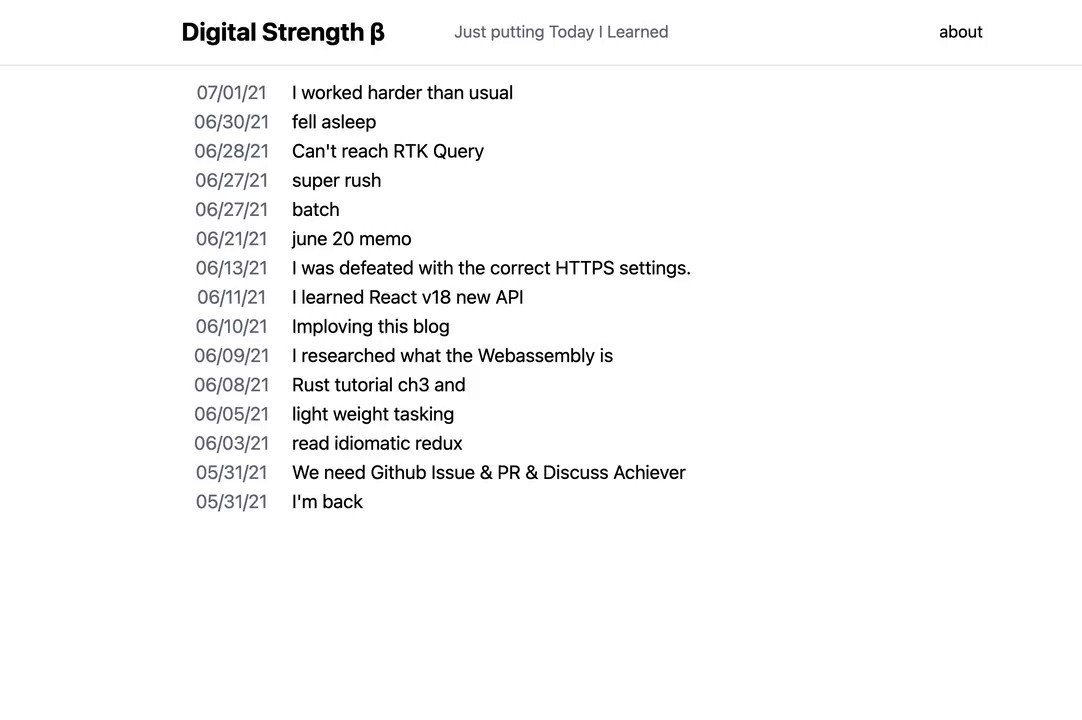 Digital Strength β Just putting Today I Learned about
07/01/21 I worked harder than usual
06/30/21 fell asleep
06/28/21 Can't reach RTK Query
06/27/21 super rush
06/27/21 batch
06/21/21 june 20 memo
06/13/21 I was defeated with the correct HTTPS settings.
06/11/21 I learned React v18 new API
06/10/21 Imploving this blog
06/09/21 I researched what the Webassembly is
06/08/21 Rust tutorial ch3 and
06/05/21 light weight tasking
06/03/21 read idiomatic redux
05/31/21 We need Github Issue & PR & Discuss Achiever
05/31/21 I'm back